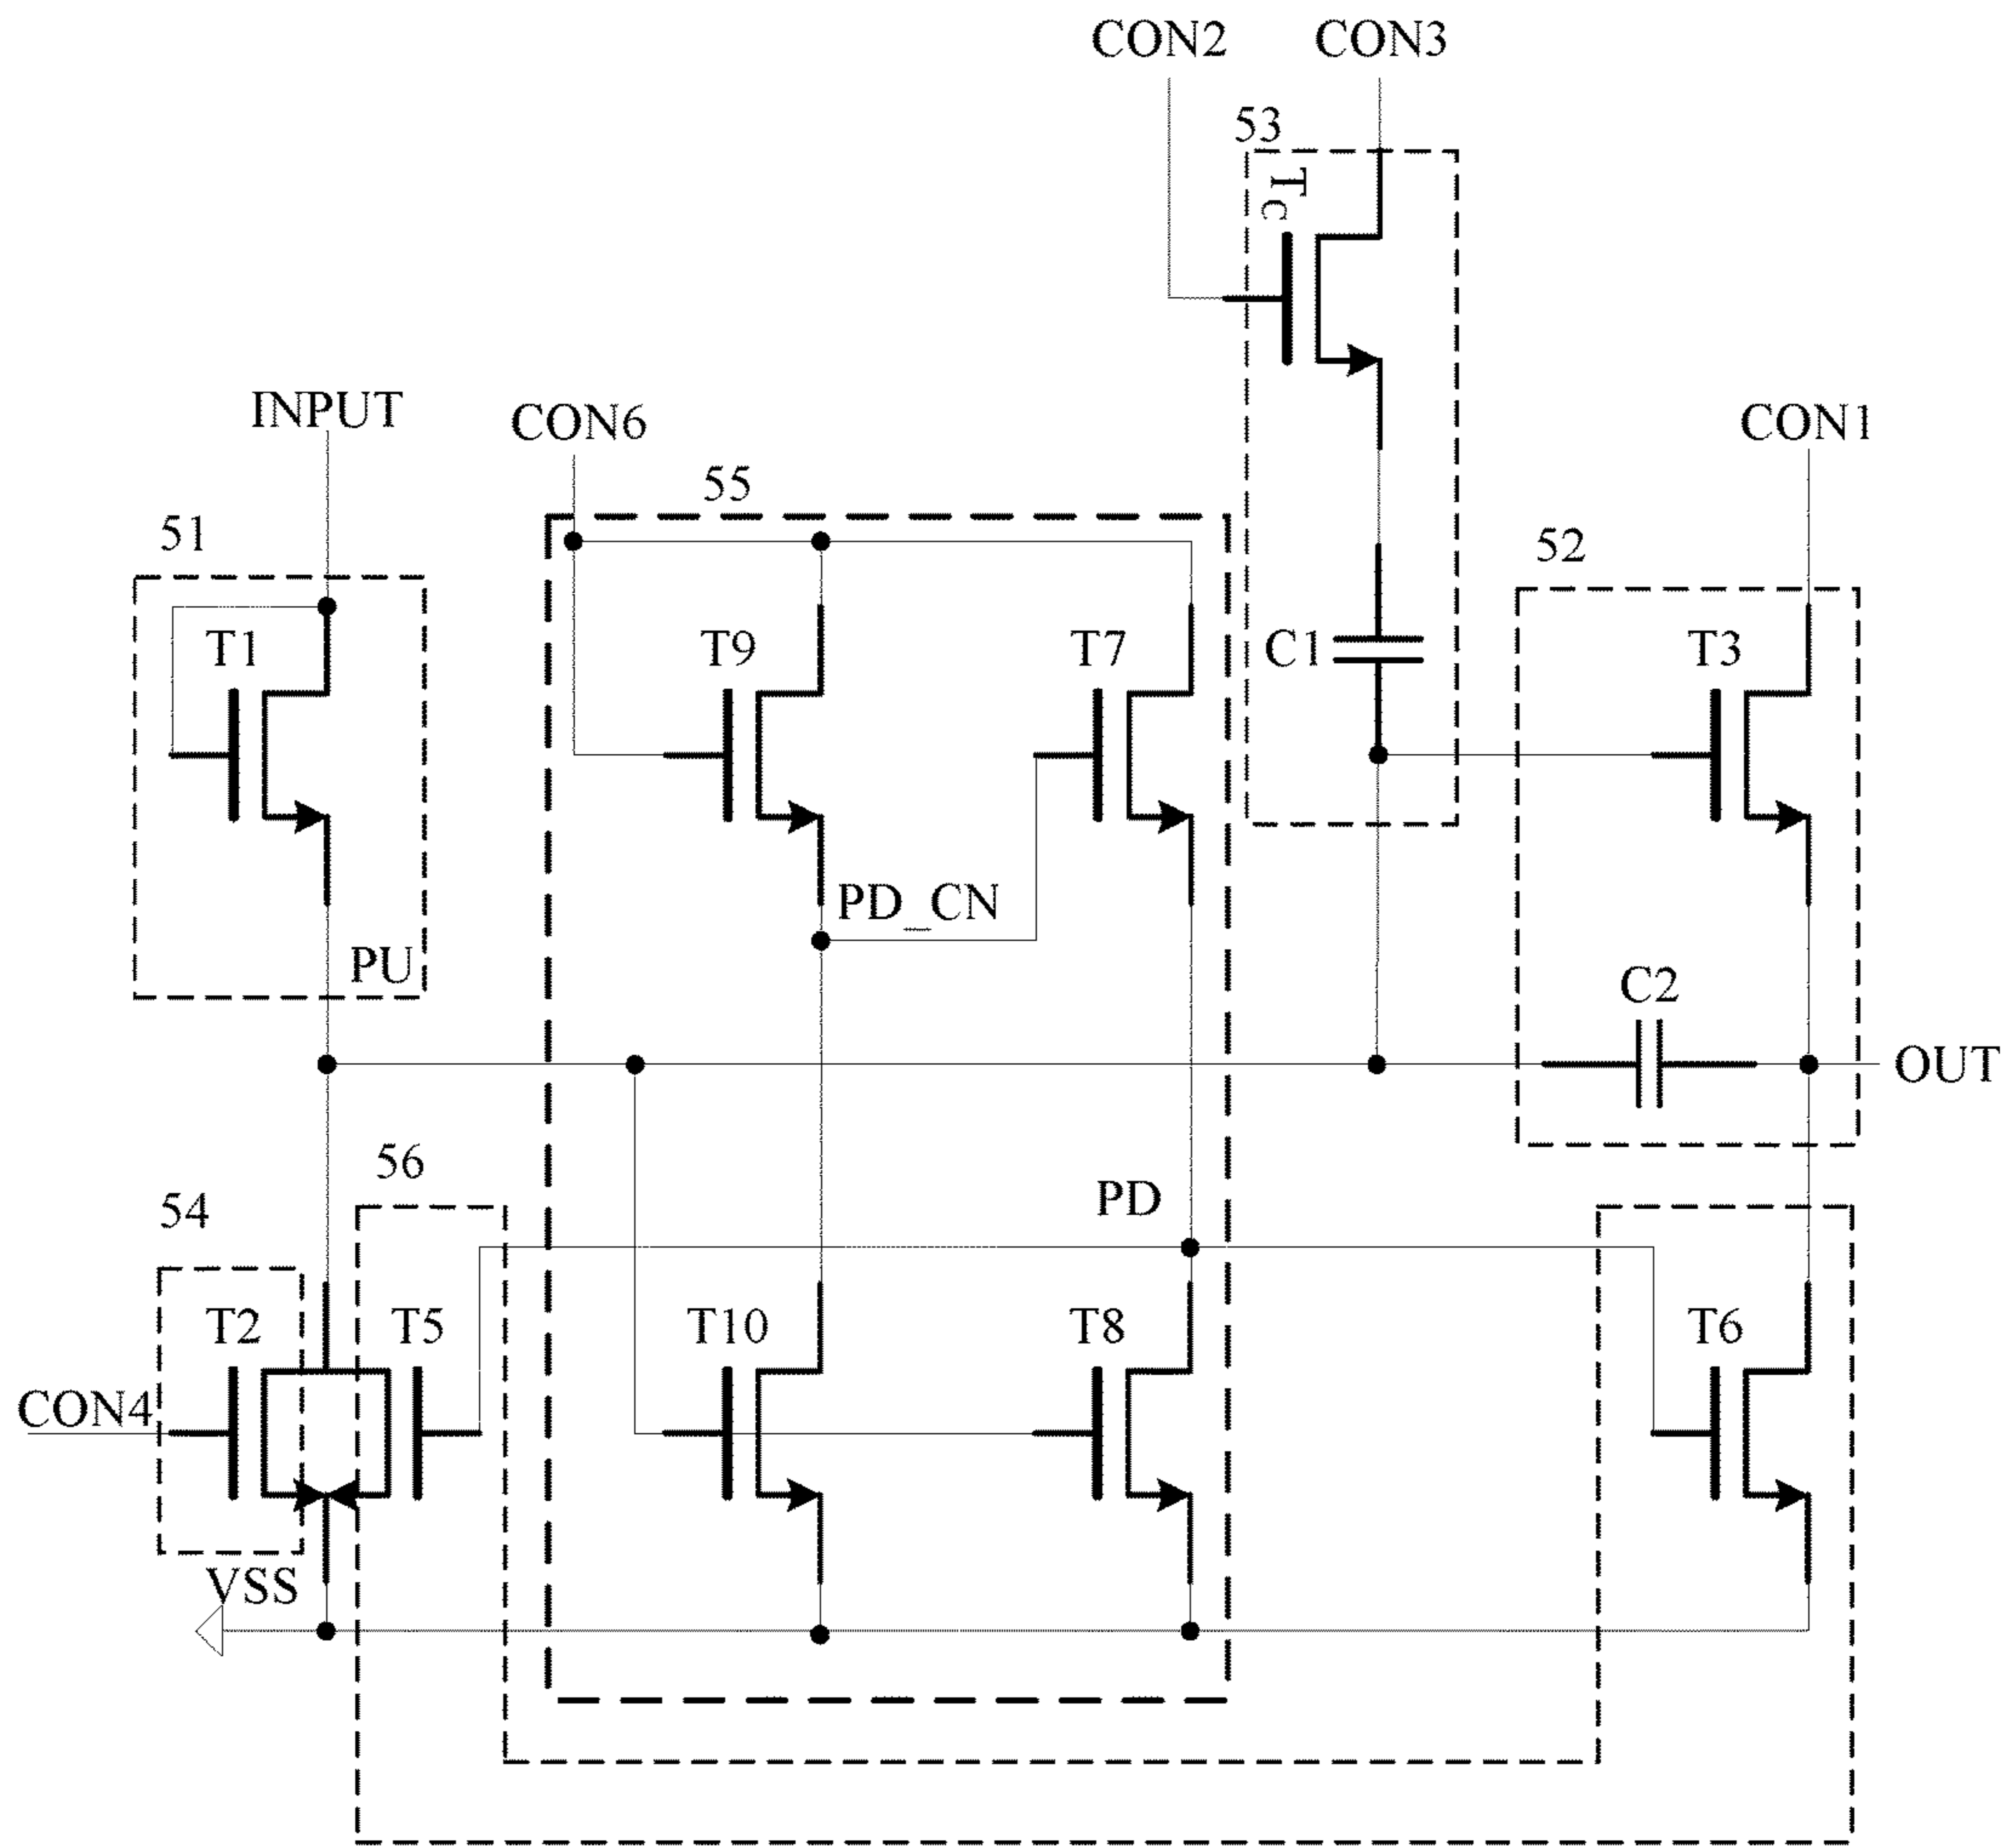 CON2 CON3
53
Tc
INPUT
CON6
CON1
55
51
52
T1
T9
T7
C1
T3
PD_CN
PU
C2
OUT
56
PD
54
T2
T5
T10
T8
T6
CON4
VSS